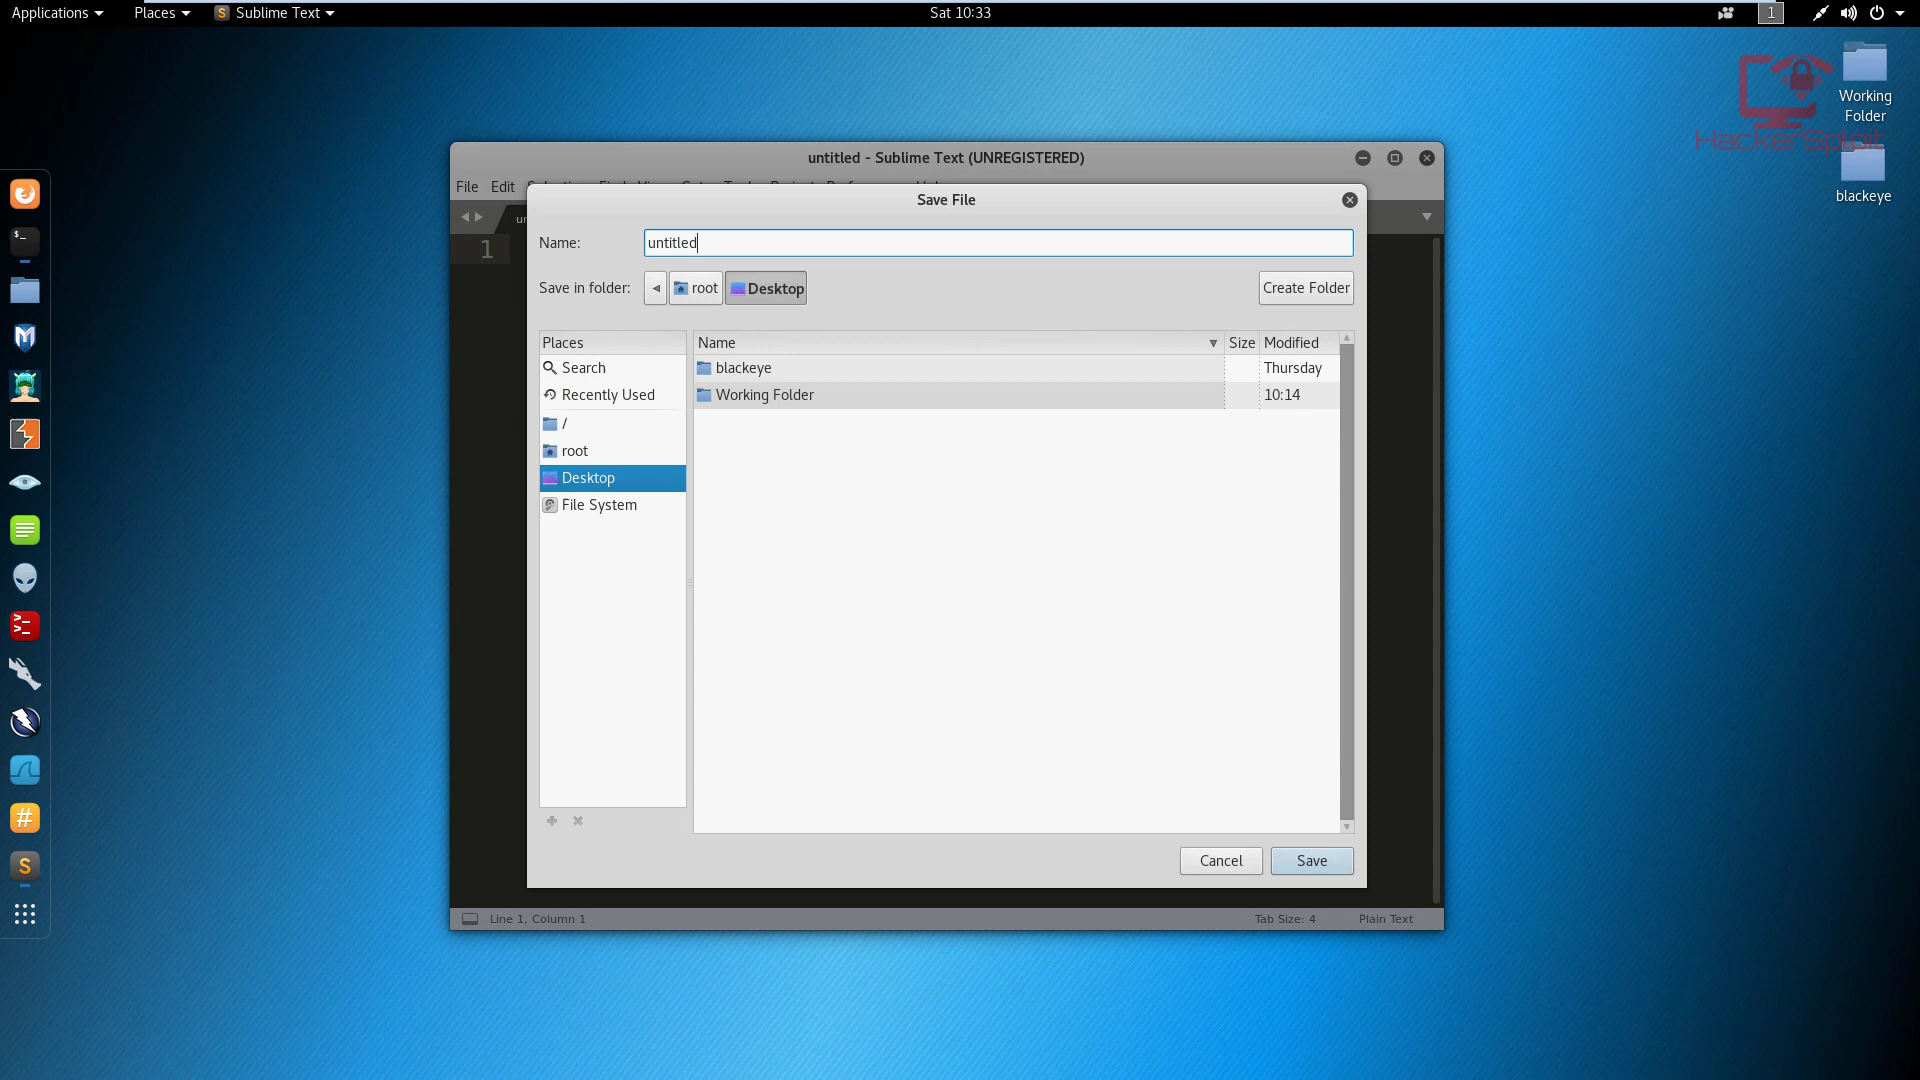 Applications Places Sublime Text Sat 10:33 1
Working
Folder
HackerSploit
blackeye
untitled - Sublime Text (UNREGISTERED)
File Edit
Save File
Name: untitled
Save in folder: root Desktop Create Folder
1
Places Name Size Modified
Search blackeye Thursday
Recently Used Working Folder 10:14
/
root
Desktop
File System
Cancel Save
Line 1, Column 1 Tab Size: 4 Plain Text